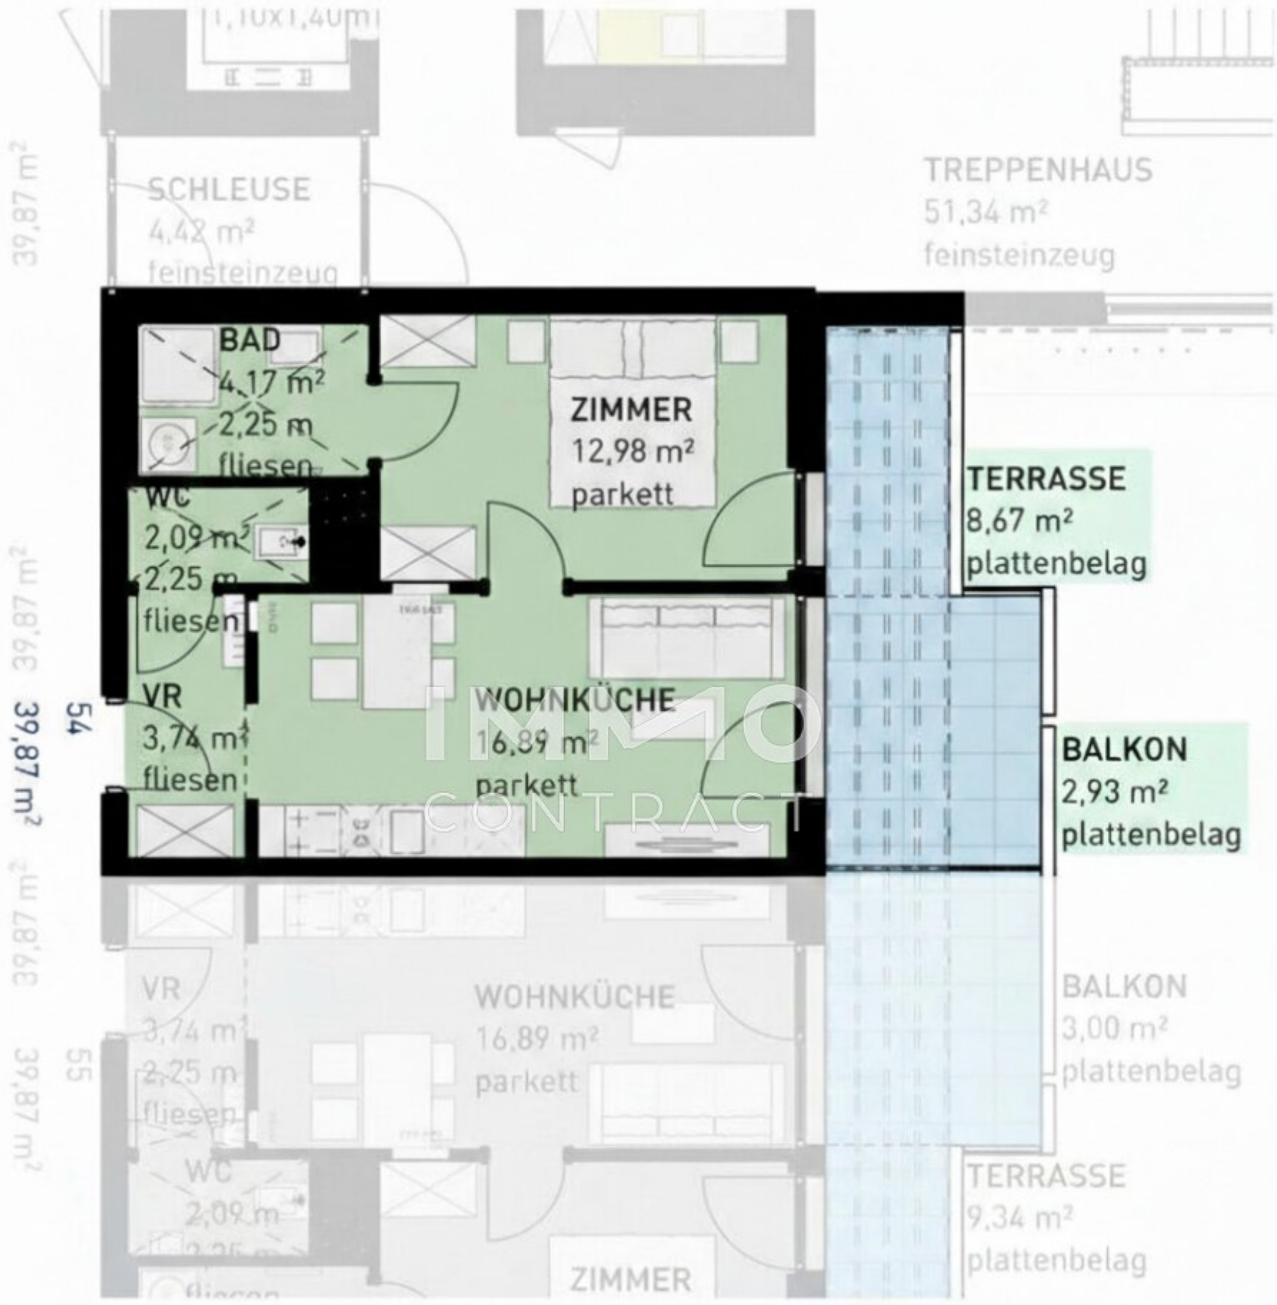 1,10x1,40m
SCHLEUSE
4,42 m²
feinsteinzeug
TREPPENHAUS
51,34 m²
feinsteinzeug
39,87 m²
BAD
4,17 m²
2,25 m
fliesen
ZIMMER
12,98 m²
parkett
TERRASSE
8,67 m²
plattenbelag
WC
2,09 m²
2,25 m
fliesen
39,87 m²
VR
3,74 m²
fliesen
WOHNKÜCHE
16,89 m²
parkett
BALKON
2,93 m²
plattenbelag
IMMO
CONTRACT
54
39,87 m²
39,87 m²
VR
3,74 m²
2,25 m
fliesen
WOHNKÜCHE
16,89 m²
parkett
BALKON
3,00 m²
plattenbelag
55
39,87 m²
WC
2,09 m
2,25 m
fliesen
ZIMMER
TERRASSE
9,34 m²
plattenbelag